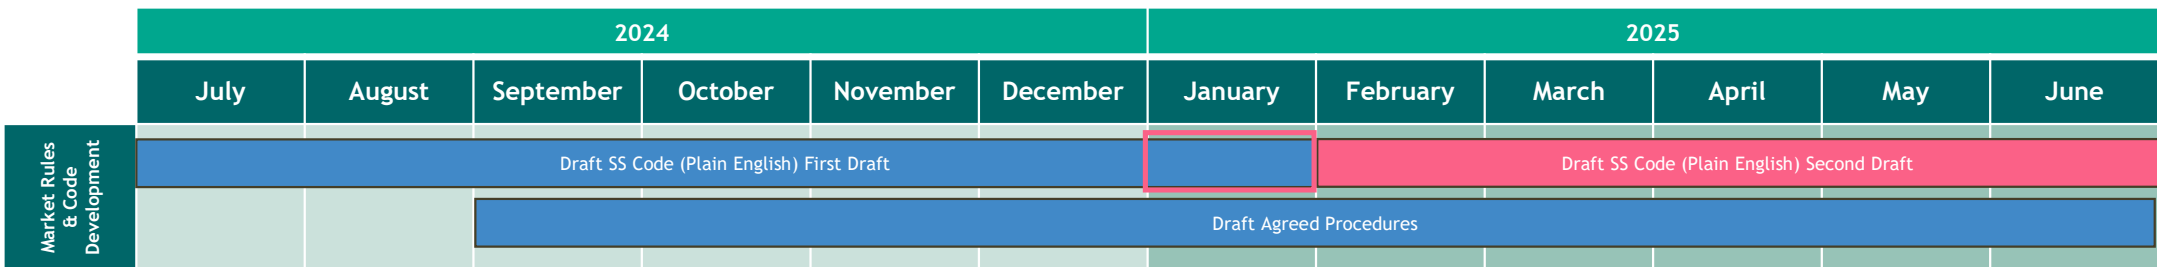 2024
2025
July
August
September
October
November
December
January
February
March
April
May
June
Market Rules
& Code
Development
Draft SS Code (Plain English) First Draft
Draft SS Code (Plain English) Second Draft
Draft Agreed Procedures